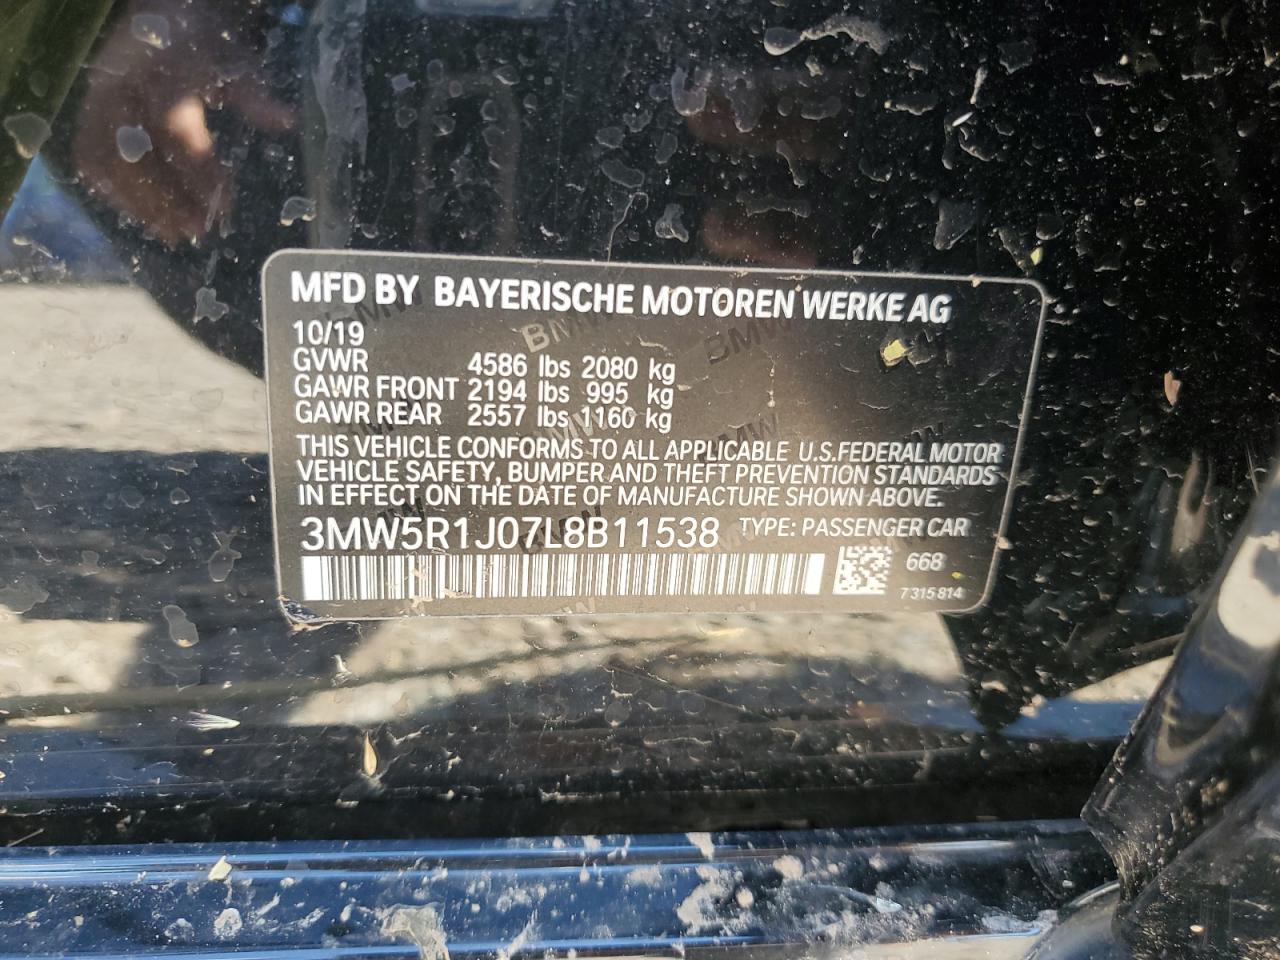 MFD BY BAYERISCHE MOTOREN WERKE AG
10/19
GVWR 4586 lbs 2080 kg
GAWR FRONT 2194 lbs 995 kg
GAWR REAR 2557 lbs 1160 kg
THIS VEHICLE CONFORMS TO ALL APPLICABLE U.S.FEDERAL MOTOR
VEHICLE SAFETY, BUMPER AND THEFT PREVENTION STANDARDS
IN EFFECT ON THE DATE OF MANUFACTURE SHOWN ABOVE.
3MW5R1J07L8B11538 TYPE: PASSENGER CAR
668
7315814